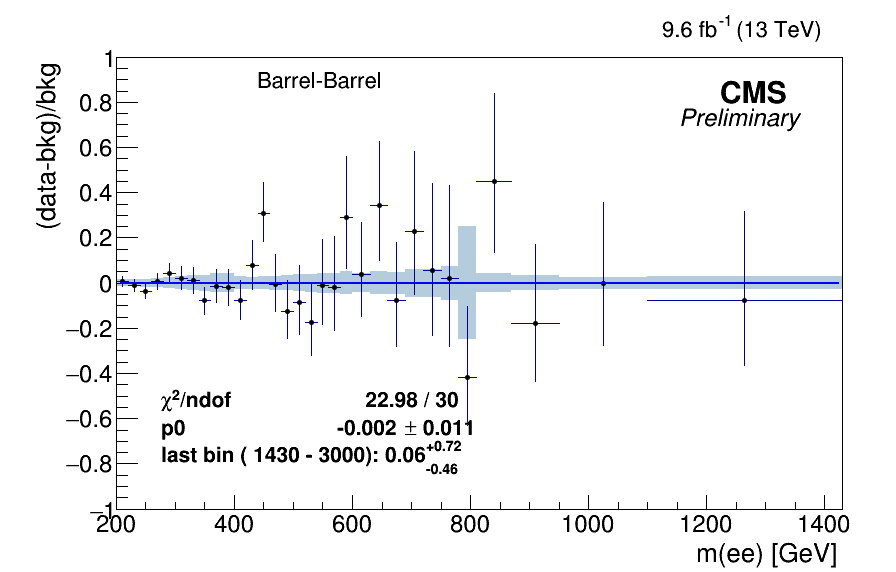 9.6 fb-1 (13 TeV)
(data-bkg)/bkg
Barrel-Barrel
CMS
Preliminary
1
0.8
0.6
0.4
0.2
0
−0.2
−0.4
−0.6
−0.8
−1
χ2/ndof 22.98 / 30
p0 -0.002 ± 0.011
last bin ( 1430 - 3000): 0.06+0.72 -0.46
200 400 600 800 1000 1200 1400
m(ee) [GeV]